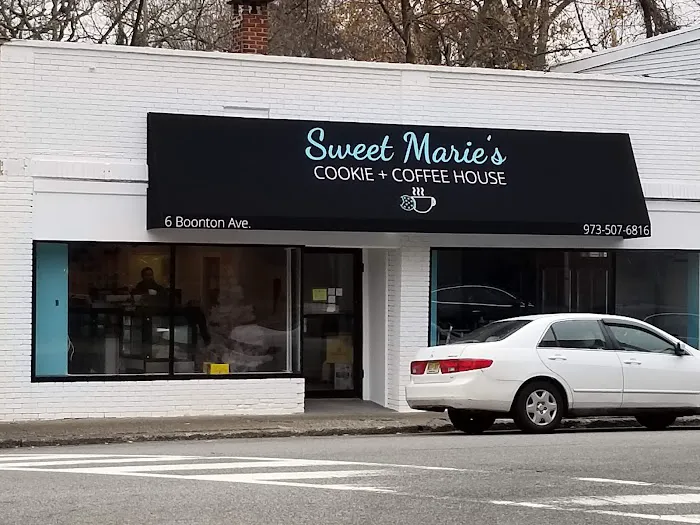 Sweet Marie's
COOKIE + COFFEE HOUSE
6 Boonton Ave.
973-507-6816